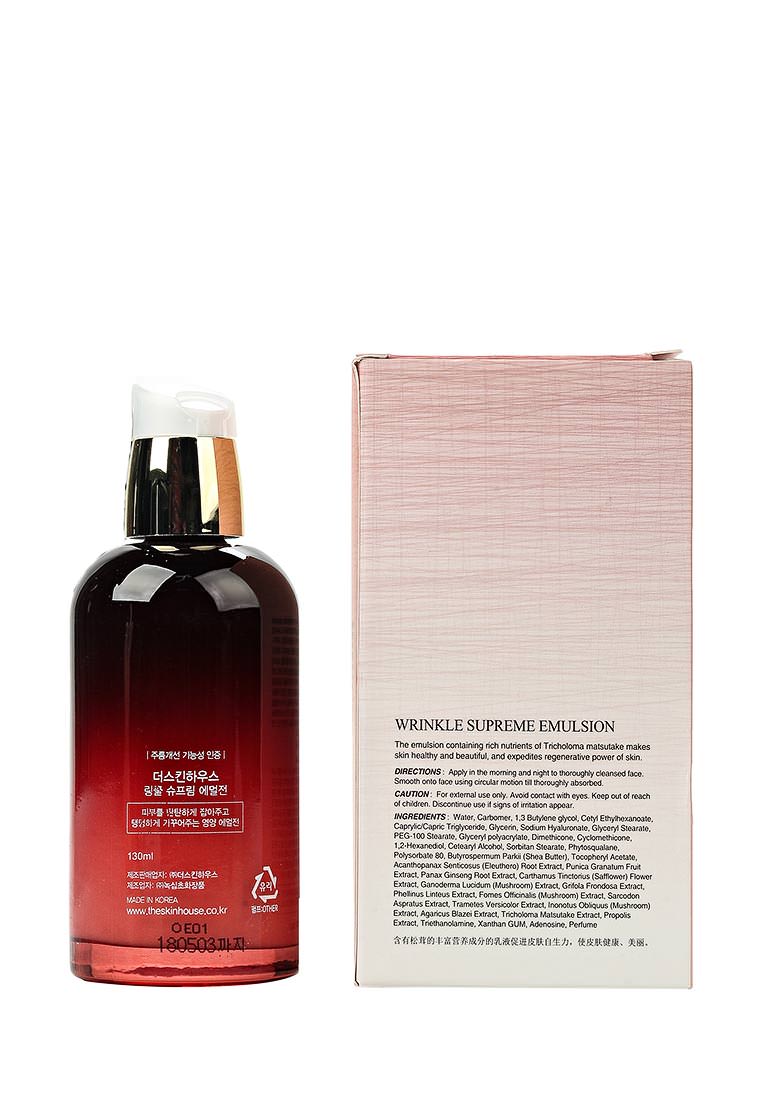 | 주름개선 기능성 인증 |
더스킨하우스
링클 슈프림 에멀전
피부를 탄탄하게 잡아주고
탱탱하게 가꾸어주는 영양 에멀전
130ml
제조판매업자: ㈜더스킨하우스
제조업자: ㈜녹십초화장품
MADE IN KOREA
www.theskinhouse.co.kr
유리
펌프:OTHER
E01
180503까지
WRINKLE SUPREME EMULSION
The emulsion containing rich nutrients of Tricholoma matsutake makes
skin healthy and beautiful, and expedites regenerative power of skin.
DIRECTIONS : Apply in the morning and night to thoroughly cleansed face.
Smooth onto face using circular motion till thoroughly absorbed.
CAUTION : For external use only. Avoid contact with eyes. Keep out of reach
of children. Discontinue use if signs of irritation appear.
INGREDIENTS : Water, Carbomer, 1,3 Butylene glycol, Cetyl Ethylhexanoate,
Caprylic/Capric Triglyceride, Glycerin, Sodium Hyaluronate, Glyceryl Stearate,
PEG-100 Stearate, Glyceryl polyacrylate, Dimethicone, Cyclomethicone,
1,2-Hexanediol, Cetearyl Alcohol, Sorbitan Stearate, Phytosqualane,
Polysorbate 80, Butyrospermum Parkii (Shea Butter), Tocopheryl Acetate,
Acanthopanax Senticosus (Eleuthero) Root Extract, Punica Granatum Fruit
Extract, Panax Ginseng Root Extract, Carthamus Tinctorius (Safflower) Flower
Extract, Ganoderma Lucidum (Mushroom) Extract, Grifola Frondosa Extract,
Phellinus Linteus Extract, Fomes Officinalis (Mushroom) Extract, Sarcodon
Aspratus Extract, Trametes Versicolor Extract, Inonotus Obliquus (Mushroom)
Extract, Agaricus Blazei Extract, Tricholoma Matsutake Extract, Propolis
Extract, Triethanolamine, Xanthan GUM, Adenosine, Perfume
含有松茸的丰富营养成分的乳液促进皮肤自生力，使皮肤健康、美丽。